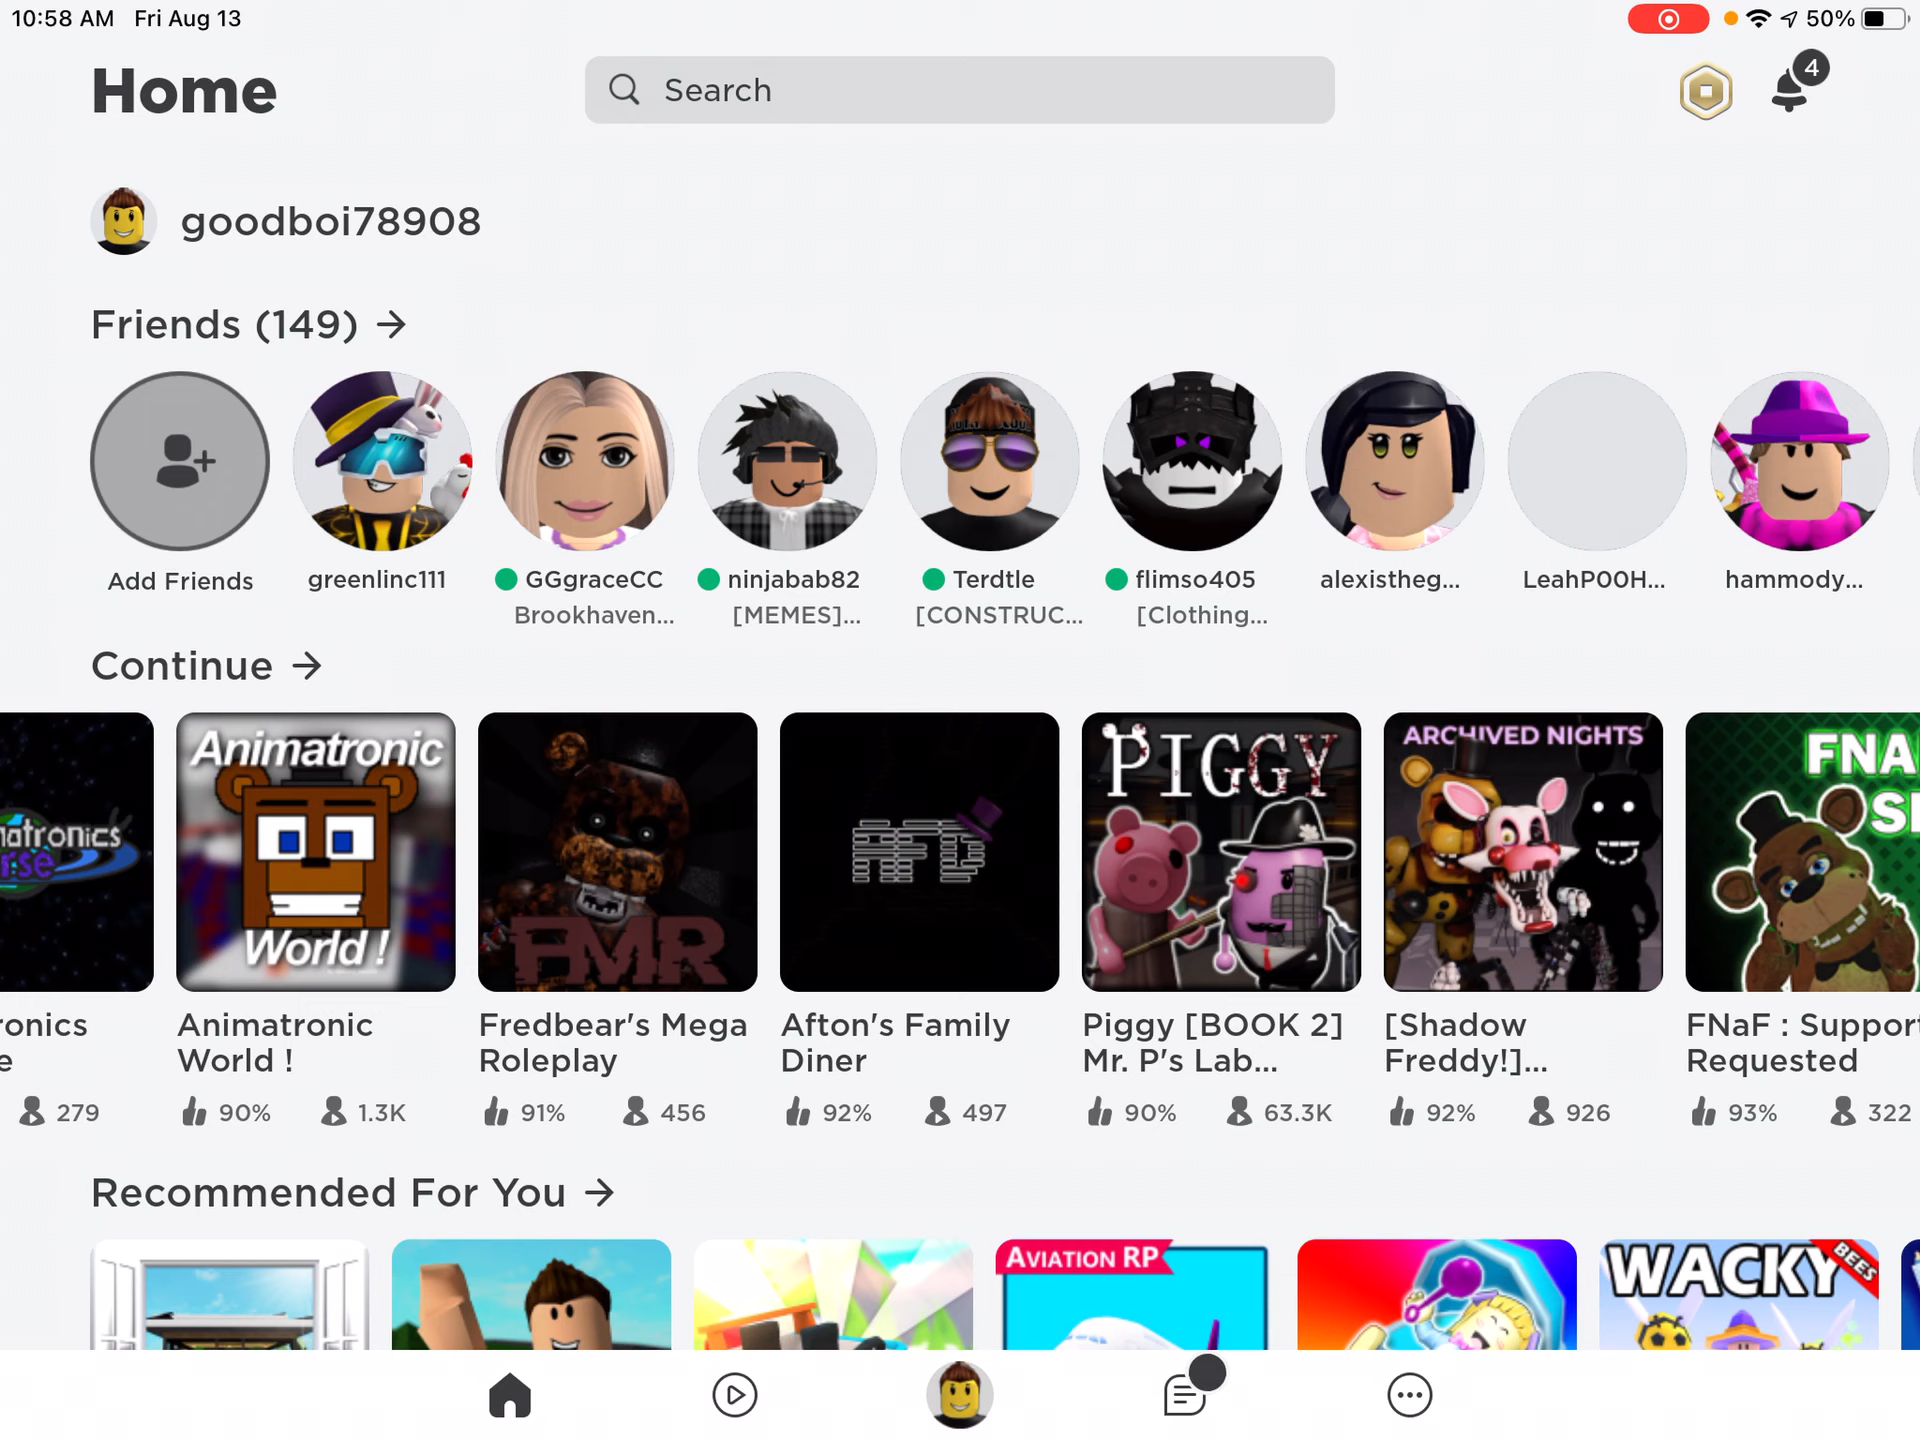 10:58 AM Fri Aug 13
50%
Home
Search
4
goodboi78908
Friends (149) →
Add Friends
greenlinc111
GGgraceCC
ninjabab82
Terdtle
flimso405
alexistheg...
LeahP00H...
hammody...
Brookhaven...
[MEMES]...
[CONSTRUC...
[Clothing...
Continue →
Animatronic
World !
FMR
AFD
PIGGY
ARCHIVED NIGHTS
Animatronic
World !
Fredbear's Mega
Roleplay
Afton's Family
Diner
Piggy [BOOK 2]
Mr. P's Lab...
[Shadow
Freddy!]...
FNaF : Support
Requested
279
90% 1.3K
91% 456
92% 497
90% 63.3K
92% 926
93% 322
Recommended For You →
AVIATION RP
WACKY
BEES